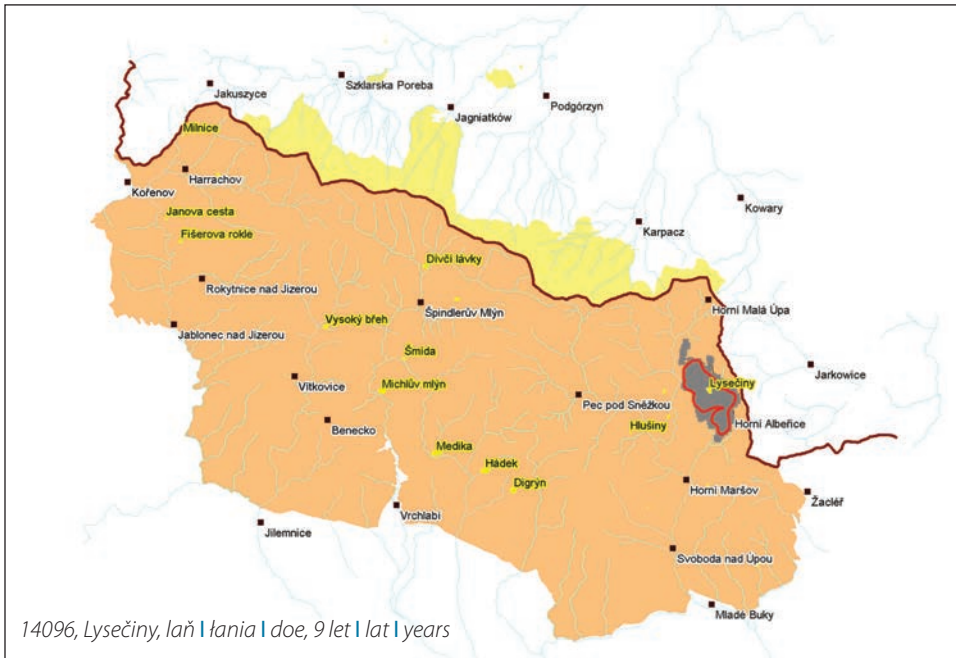 Szklarska Poreba
Jakuszyce
Podgórzyn
Jagniatków
Milnice
Harrachov
Kořenov
Kowary
Janova cesta
Karpacz
Fišerova rokle
Dívčí lávky
Rokytnice nad Jizerou
Horní Malá Úpa
Špindlerův Mlýn
Vysoký břeh
Jablonec nad Jizerou
Šmída
Jarkowice
Vítkovice
Michlův mlýn
Lysečiny
Pec pod Sněžkou
Benecko
Hlušiny
Horní Albeřice
Medika
Hádek
Digrýn
Horní Maršov
Žacléř
Vrchlabí
Jilemnice
Svoboda nad Úpou
Mladé Buky
14096, Lysečiny, laň I łania I doe, 9 let I lat I years